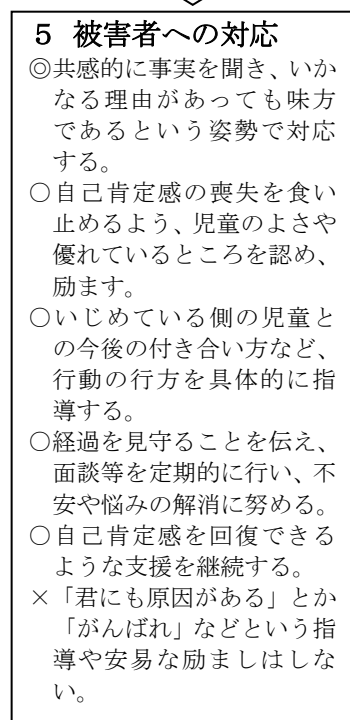 ５ 被害者への対応
◎共感的に事実を聞き、いか
なる理由があっても味方
であるという姿勢で対応
する。
○自己肯定感の喪失を食い
止めるよう、児童のよさや
優れているところを認め、
励ます。
○いじめている側の児童と
の今後の付き合い方など、
行動の行方を具体的に指
導する。
○経過を見守ることを伝え、
面談等を定期的に行い、不
安や悩みの解消に努める。
○自己肯定感を回復できる
ような支援を継続する。
×「君にも原因がある」とか
「がんばれ」などという指
導や安易な励ましはしな
い。